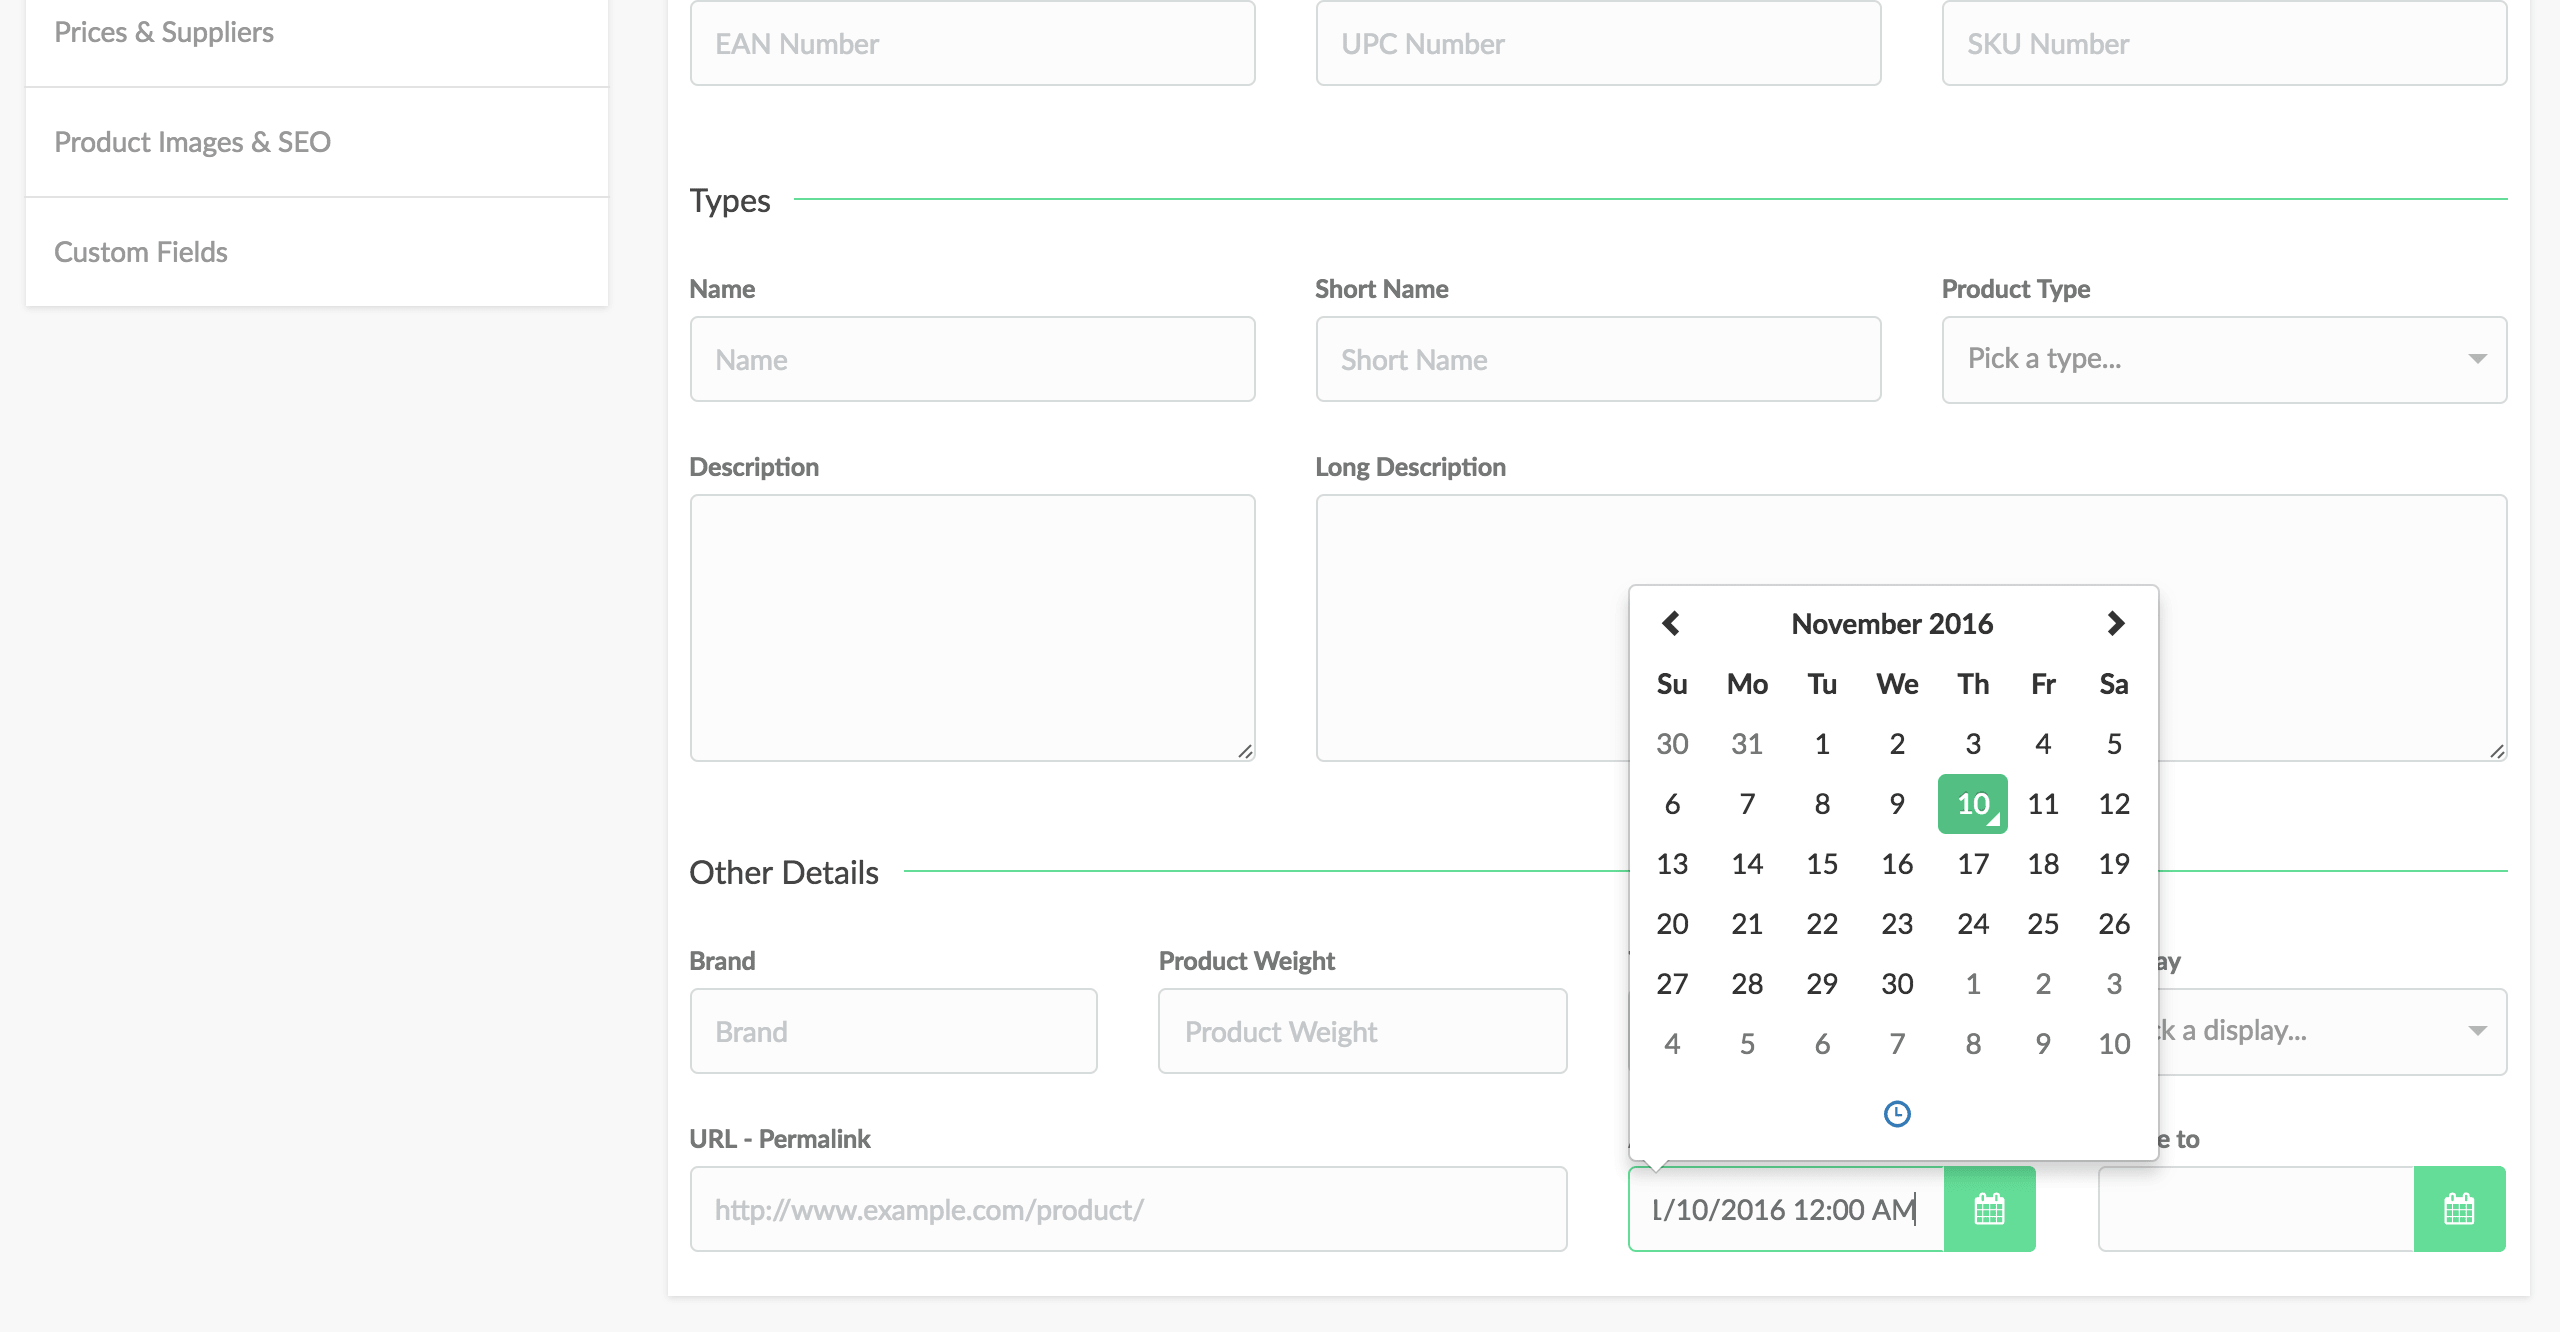 Prices & Suppliers
Product Images & SEO
Custom Fields
EAN Number
UPC Number
SKU Number
Types
Name
Short Name
Product Type
Name
Short Name
Pick a type...
Description
Long Description
November 2016
Su Mo Tu We Th Fr Sa
30 31 1 2 3 4 5
6 7 8 9 10 11 12
13 14 15 16 17 18 19
20 21 22 23 24 25 26
27 28 29 30 1 2 3
4 5 6 7 8 9 10
Other Details
Brand
Product Weight
ay
Brand
Product Weight
k a display...
URL - Permalink
e to
http://www.example.com/product/
/10/2016 12:00 AM